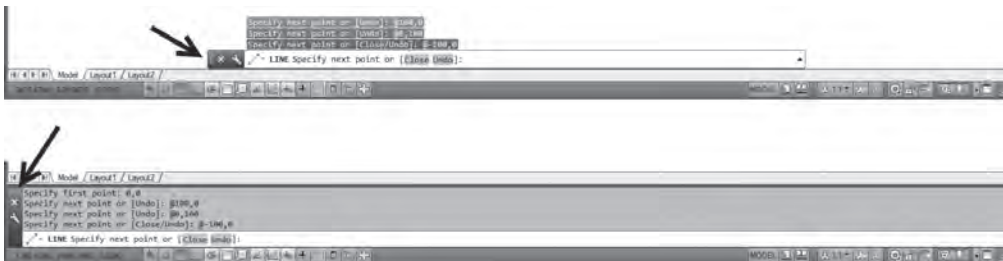 Specify next point or [Undo]: @100,0
Specify next point or [Undo]: @0,100
Specify next point or [Close/Undo]: @-100,0
LINE Specify next point or [Close Undo]:
Model / Layout1 / Layout2 /
MODEL
Model / Layout1 / Layout2 /
Specify first point: 0,0
Specify next point or [Undo]: @100,0
Specify next point or [Undo]: @0,100
Specify next point or [Close/Undo]: @-100,0
LINE Specify next point or [Close Undo]:
MODEL